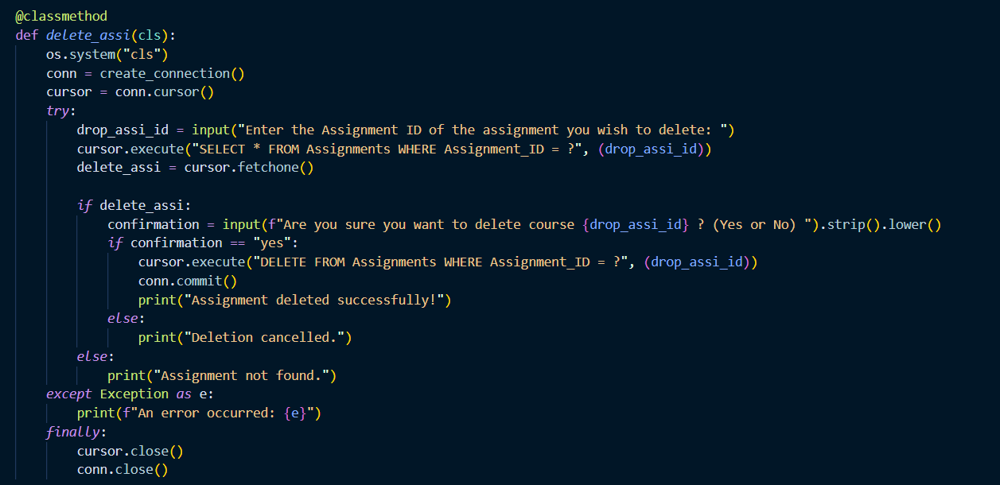 @classmethod
def delete_assi(cls):
    os.system("cls")
    conn = create_connection()
    cursor = conn.cursor()
    try:
        drop_assi_id = input("Enter the Assignment ID of the assignment you wish to delete: ")
        cursor.execute("SELECT * FROM Assignments WHERE Assignment_ID = ?", (drop_assi_id))
        delete_assi = cursor.fetchone()

        if delete_assi:
            confirmation = input(f"Are you sure you want to delete course {drop_assi_id} ? (Yes or No) ").strip().lower()
            if confirmation == "yes":
                cursor.execute("DELETE FROM Assignments WHERE Assignment_ID = ?", (drop_assi_id))
                conn.commit()
                print("Assignment deleted successfully!")
            else:
                print("Deletion cancelled.")
        else:
            print("Assignment not found.")
    except Exception as e:
        print(f"An error occurred: {e}")
    finally:
        cursor.close()
        conn.close()